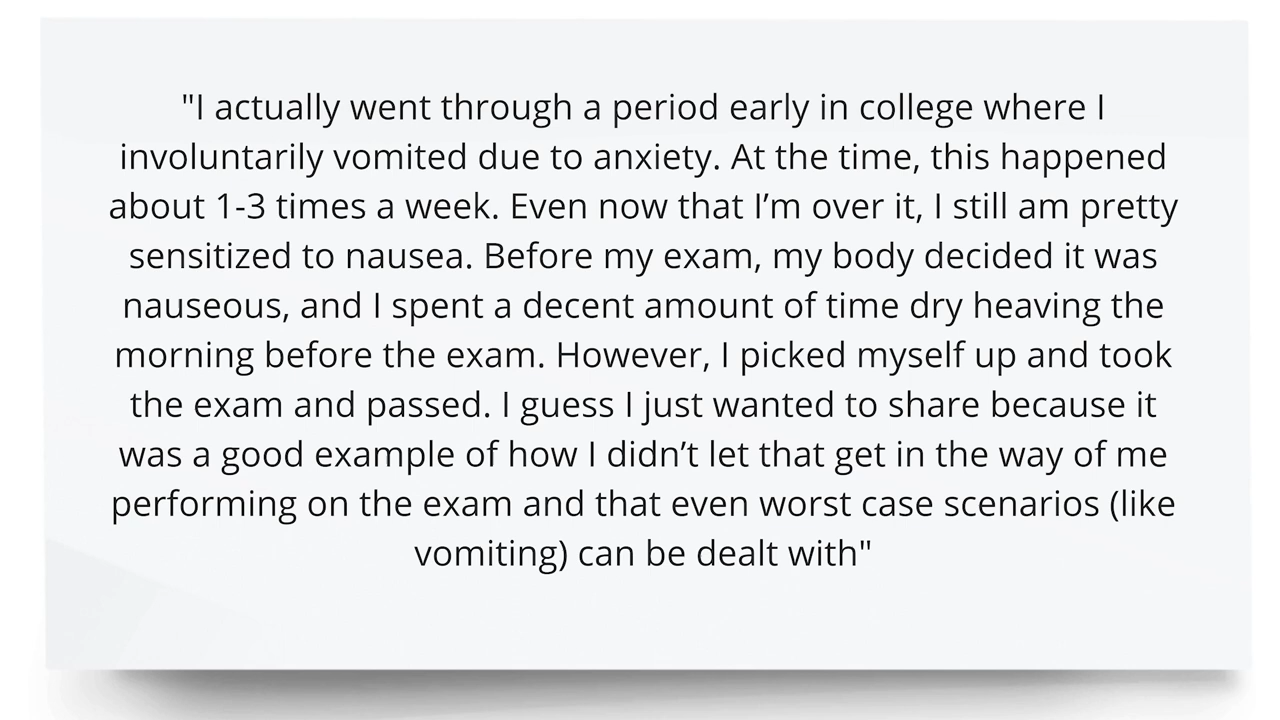 "I actually went through a period early in college where I
involuntarily vomited due to anxiety. At the time, this happened
about 1-3 times a week. Even now that I’m over it, I still am pretty
sensitized to nausea. Before my exam, my body decided it was
nauseous, and I spent a decent amount of time dry heaving the
morning before the exam. However, I picked myself up and took
the exam and passed. I guess I just wanted to share because it
was a good example of how I didn’t let that get in the way of me
performing on the exam and that even worst case scenarios (like
vomiting) can be dealt with"